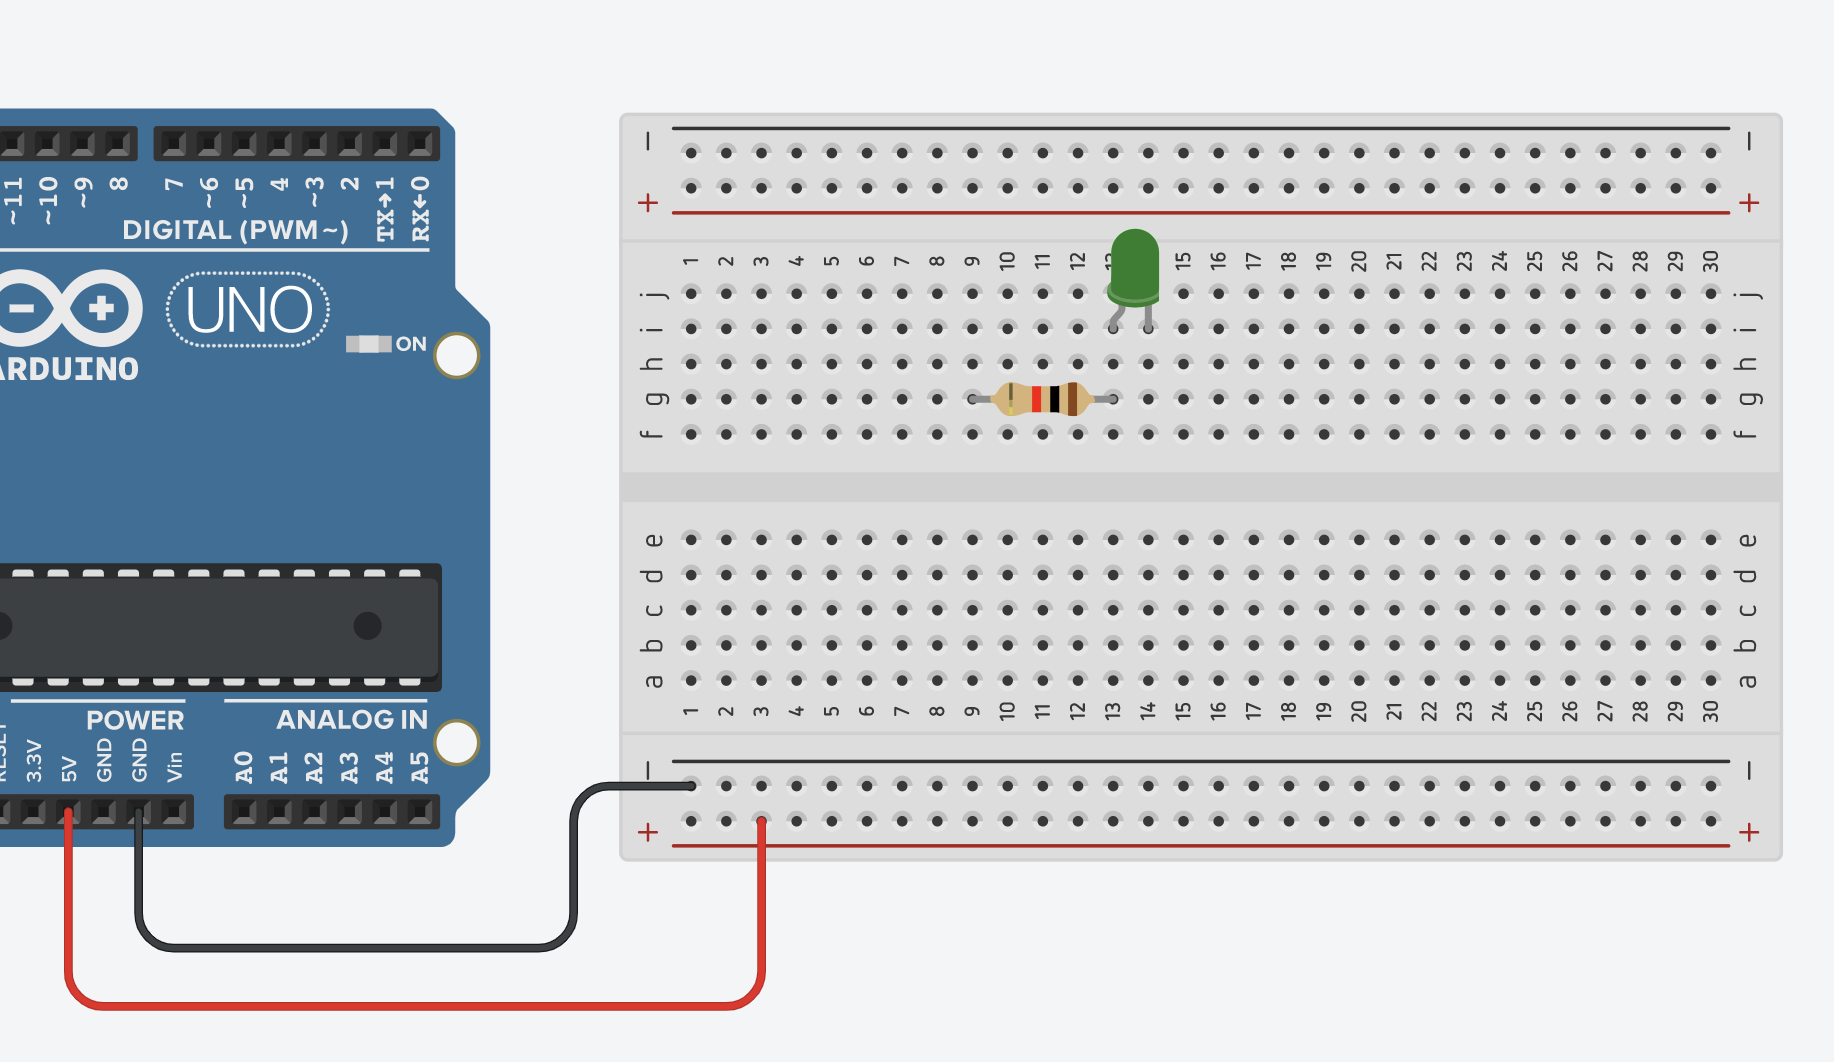 ~11 ~10 ~9 8 7 ~6 ~5 4 ~3 2 TX→1 RX←0
DIGITAL (PWM~)
UNO
ON
ARDUINO
POWER
ANALOG IN
RESET 3.3V 5V GND GND Vin A0 A1 A2 A3 A4 A5
− −
+ +
1 2 3 4 5 6 7 8 9 10 11 12 13 15 16 17 18 19 20 21 22 23 24 25 26 27 28 29 30
j j
i i
h h
g g
f f
e e
d d
c c
b b
a a
1 2 3 4 5 6 7 8 9 10 11 12 13 14 15 16 17 18 19 20 21 22 23 24 25 26 27 28 29 30
− −
+ +